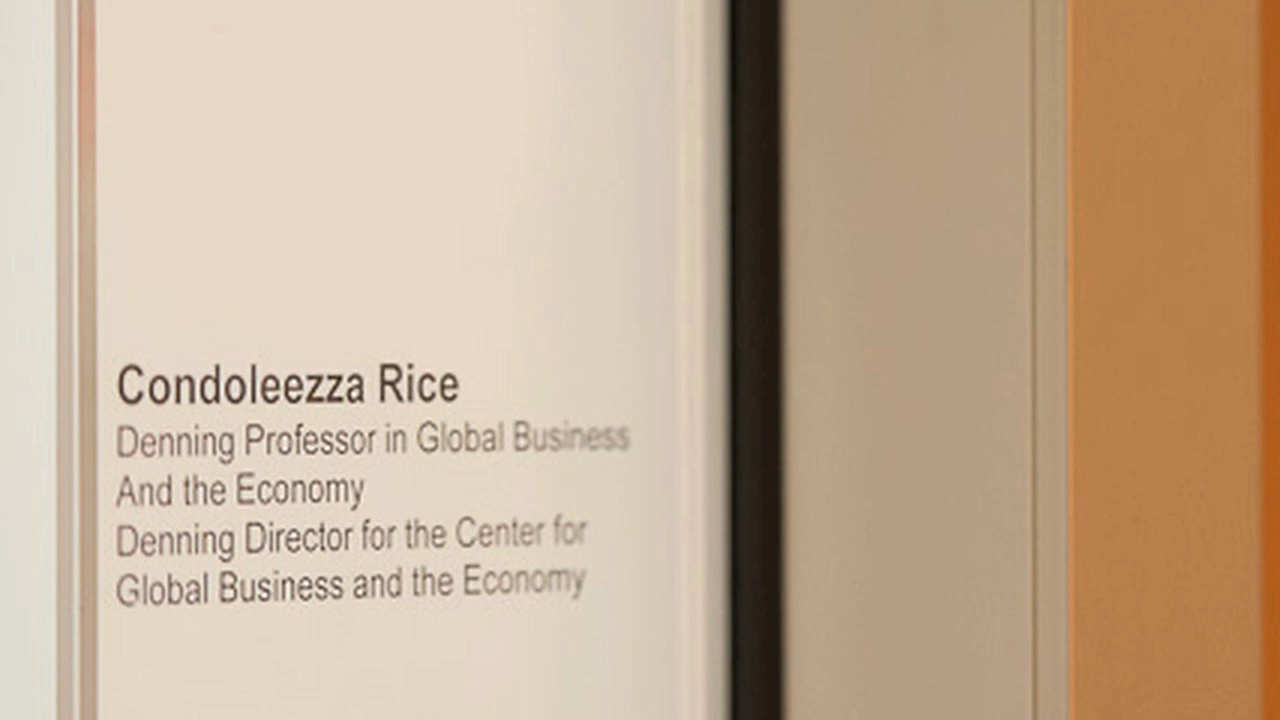 Condoleezza Rice
Denning Professor in Global Business
And the Economy
Denning Director for the Center for
Global Business and the Economy